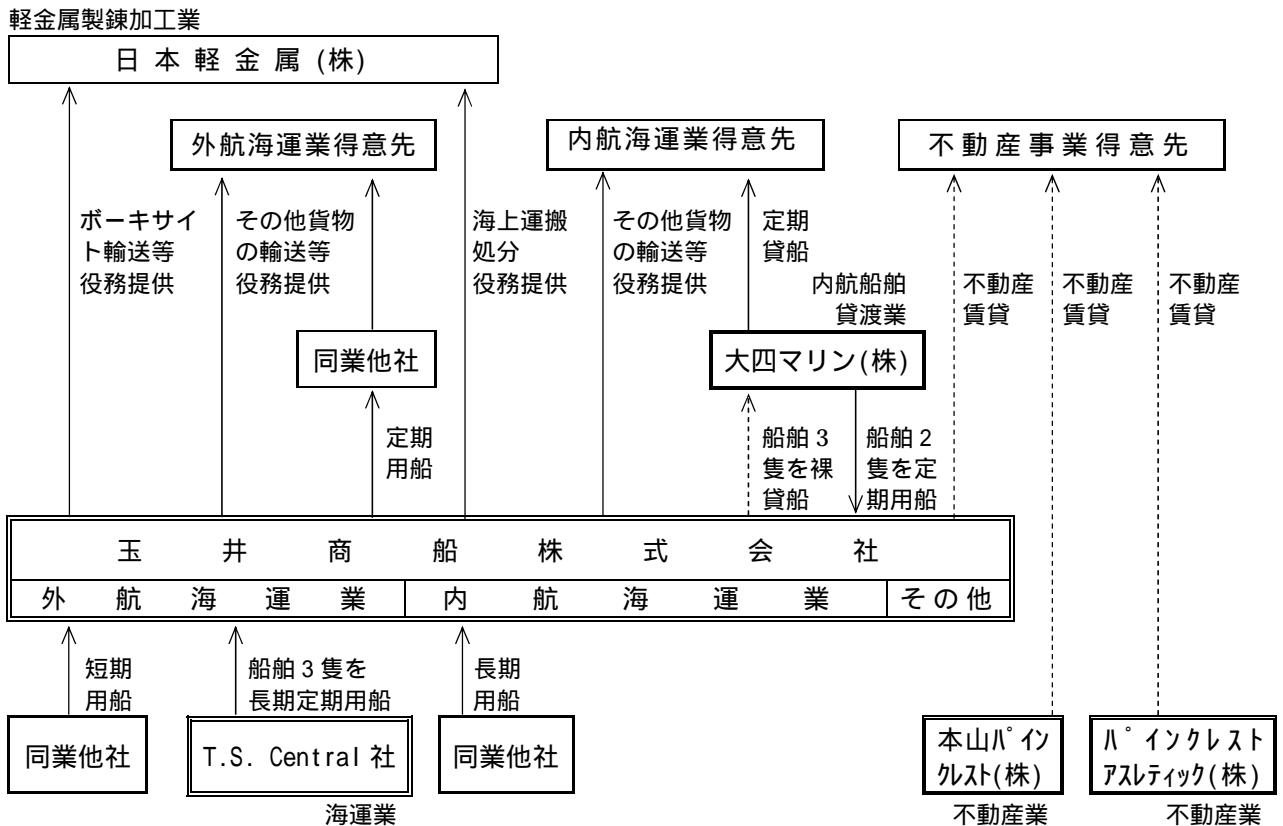 軽金属製錬加工業
日本軽金属(株)
外航海運業得意先
内航海運業得意先
不動産事業得意先
ボーキサイ
ト輸送等
役務提供
その他貨物
の輸送等
役務提供
海上運搬
処分
役務提供
その他貨物
の輸送等
役務提供
定期
貸船
内航船舶
貸渡業
不動産
賃貸
不動産
賃貸
不動産
賃貸
同業他社
大四マリン(株)
定期
用船
船舶3
隻を裸
貸船
船舶2
隻を定
期用船
玉井商船株式会社
外航海運業
内航海運業
その他
短期
用船
船舶3隻を
長期定期用船
長期
用船
同業他社
T.S. Central 社
海運業
同業他社
本山パイン
クレスト(株)
不動産業
パインクレスト
アスレティック(株)
不動産業